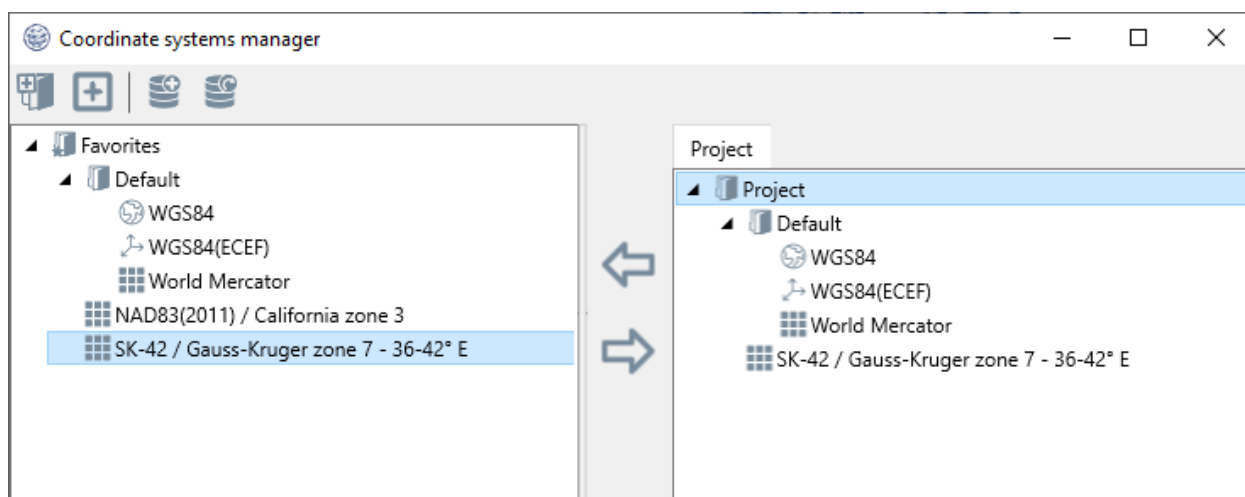 Coordinate systems manager
Favorites
Default
WGS84
WGS84(ECEF)
World Mercator
NAD83(2011) / California zone 3
SK-42 / Gauss-Kruger zone 7 - 36-42° E
Project
Project
Default
WGS84
WGS84(ECEF)
World Mercator
SK-42 / Gauss-Kruger zone 7 - 36-42° E